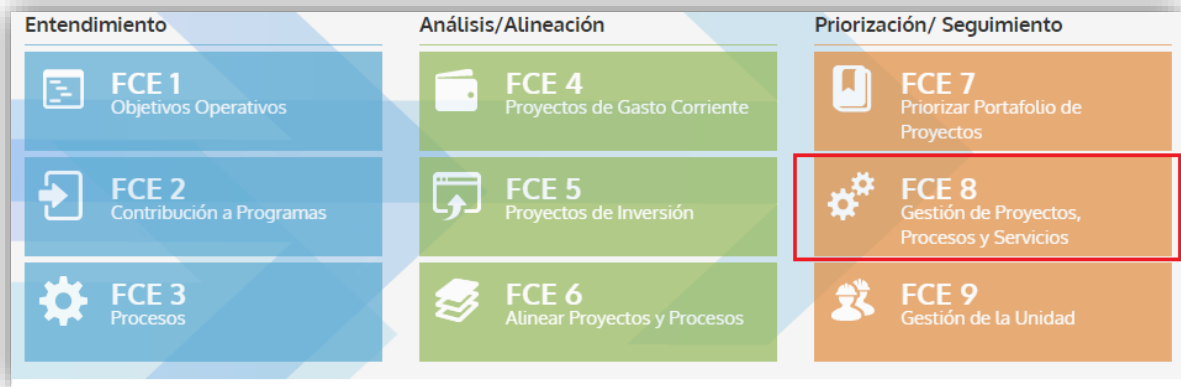 Entendimiento
FCE 1
Objetivos Operativos
FCE 2
Contribución a Programas
FCE 3
Procesos
Análisis/Alineación
FCE 4
Proyectos de Gasto Corriente
FCE 5
Proyectos de Inversión
FCE 6
Alinear Proyectos y Procesos
Priorización/ Seguimiento
FCE 7
Priorizar Portafolio de
Proyectos
FCE 8
Gestión de Proyectos,
Procesos y Servicios
FCE 9
Gestión de la Unidad